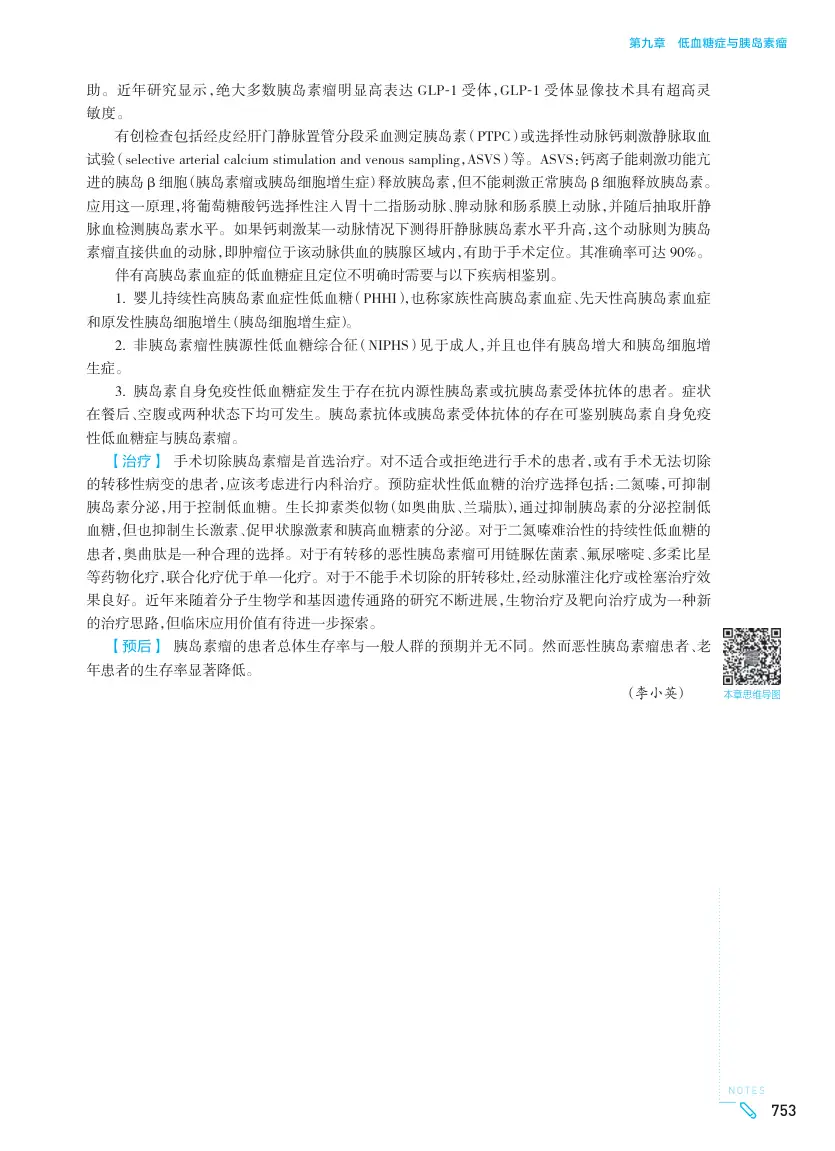 第九章　低血糖症与胰岛素瘤
助。近年研究显示,绝大多数胰岛素瘤明显高表达 GLP-1 受体,GLP-1 受体显像技术具有超高灵
敏度。
有创检查包括经皮经肝门静脉置管分段采血测定胰岛素(PTPC)或选择性动脉钙刺激静脉取血
试验(selective arterial calcium stimulation and venous sampling,ASVS)等。ASVS:钙离子能刺激功能亢
进的胰岛 β 细胞(胰岛素瘤或胰岛细胞增生症)释放胰岛素,但不能刺激正常胰岛 β 细胞释放胰岛素。
应用这一原理,将葡萄糖酸钙选择性注入胃十二指肠动脉、脾动脉和肠系膜上动脉,并随后抽取肝静
脉血检测胰岛素水平。如果钙刺激某一动脉情况下测得肝静脉胰岛素水平升高,这个动脉则为胰岛
素瘤直接供血的动脉,即肿瘤位于该动脉供血的胰腺区域内,有助于手术定位。其准确率可达 90%。
伴有高胰岛素血症的低血糖症且定位不明确时需要与以下疾病相鉴别。
1. 婴儿持续性高胰岛素血症性低血糖(PHHI),也称家族性高胰岛素血症、先天性高胰岛素血症
和原发性胰岛细胞增生(胰岛细胞增生症)。
2. 非胰岛素瘤性胰源性低血糖综合征(NIPHS)见于成人,并且也伴有胰岛增大和胰岛细胞增
生症。
3. 胰岛素自身免疫性低血糖症发生于存在抗内源性胰岛素或抗胰岛素受体抗体的患者。症状
在餐后、空腹或两种状态下均可发生。胰岛素抗体或胰岛素受体抗体的存在可鉴别胰岛素自身免疫
性低血糖症与胰岛素瘤。
【治疗】 手术切除胰岛素瘤是首选治疗。对不适合或拒绝进行手术的患者,或有手术无法切除
的转移性病变的患者,应该考虑进行内科治疗。预防症状性低血糖的治疗选择包括:二氮嗪,可抑制
胰岛素分泌,用于控制低血糖。生长抑素类似物(如奥曲肽、兰瑞肽),通过抑制胰岛素的分泌控制低
血糖,但也抑制生长激素、促甲状腺激素和胰高血糖素的分泌。对于二氮嗪难治性的持续性低血糖的
患者,奥曲肽是一种合理的选择。对于有转移的恶性胰岛素瘤可用链脲佐菌素、氟尿嘧啶、多柔比星
等药物化疗,联合化疗优于单一化疗。对于不能手术切除的肝转移灶,经动脉灌注化疗或栓塞治疗效
果良好。近年来随着分子生物学和基因遗传通路的研究不断进展,生物治疗及靶向治疗成为一种新
的治疗思路,但临床应用价值有待进一步探索。
【预后】 胰岛素瘤的患者总体生存率与一般人群的预期并无不同。然而恶性胰岛素瘤患者、老
年患者的生存率显著降低。
(李小英)
本章思维导图
NOTES
753